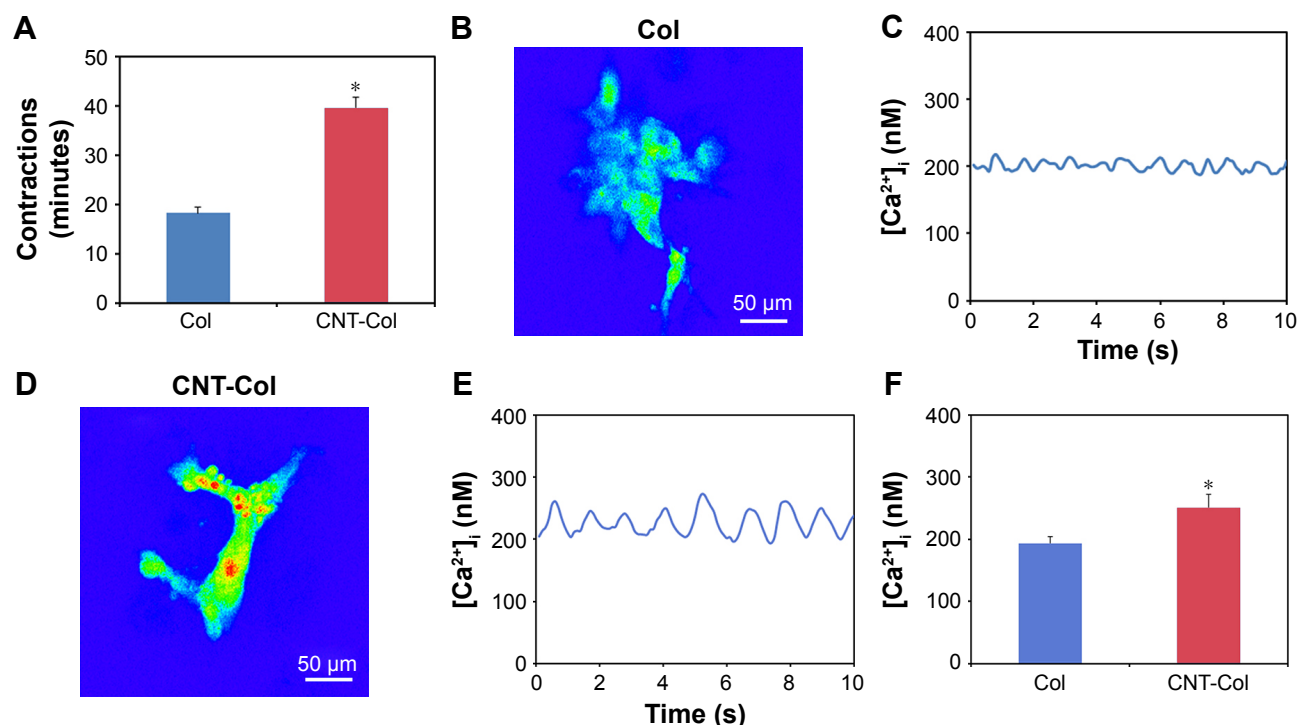 A
Contractions
(minutes)
50
40
30
20
10
0
*
Col
CNT-Col
B
Col
50 µm
C
[Ca²⁺]ᵢ (nM)
400
300
200
100
0
0 2 4 6 8 10
Time (s)
D
CNT-Col
50 µm
E
[Ca²⁺]ᵢ (nM)
400
300
200
100
0
0 2 4 6 8 10
Time (s)
F
[Ca²⁺]ᵢ (nM)
400
300
200
100
0
*
Col
CNT-Col